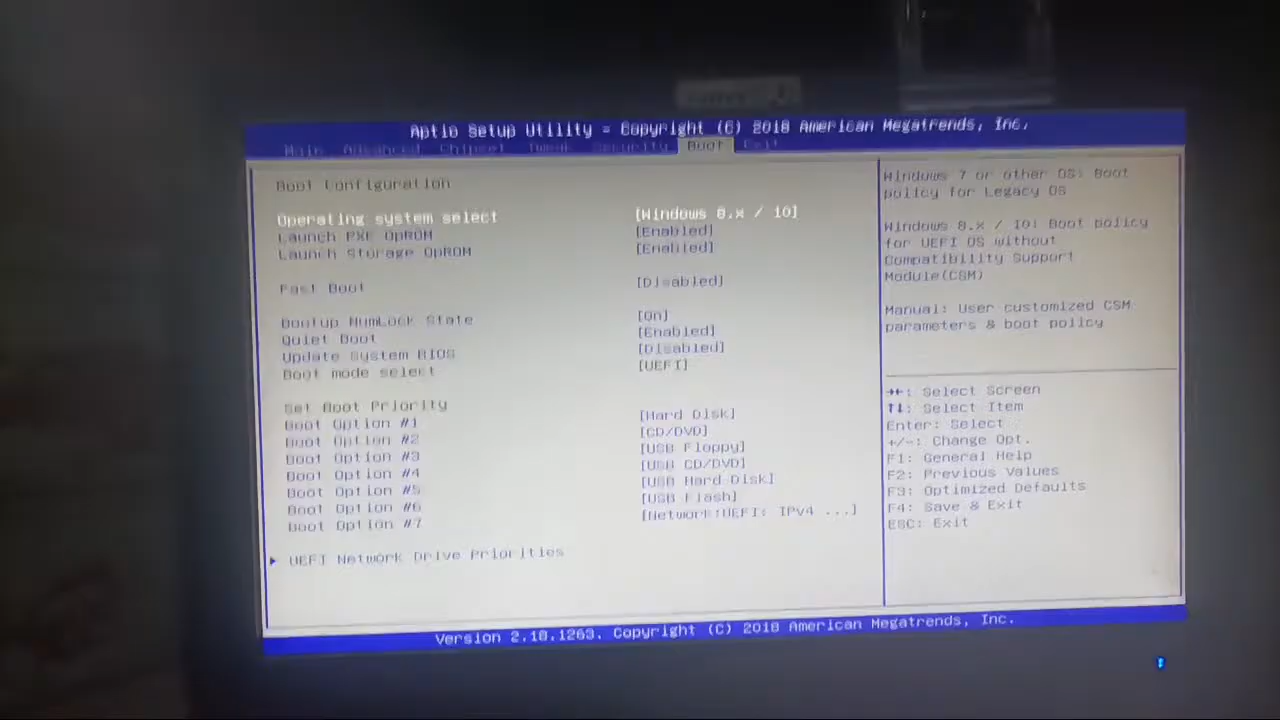 Aptio Setup Utility - Copyright (C) 2018 American Megatrends, Inc.
Main Advanced Chipset Tweak Security Boot Exit
Boot Configuration
Operating system select [Windows 8.x / 10]
Launch PXE OpROM [Enabled]
Launch Storage OpROM [Enabled]
Fast Boot [Disabled]
Bootup NumLock State [On]
Quiet Boot [Enabled]
Update System BIOS [Disabled]
Boot mode select [UEFI]
Set Boot Priority
Boot Option #1 [Hard Disk]
Boot Option #2 [CD/DVD]
Boot Option #3 [USB Floppy]
Boot Option #4 [USB CD/DVD]
Boot Option #5 [USB Hard Disk]
Boot Option #6 [USB Flash]
Boot Option #7 [Network:UEFI: IPV4 ...]
UEFI Network Drive Priorities
Windows 7 or other OS: Boot
policy for Legacy OS
Windows 8.x / 10: Boot policy
for UEFI OS without
Compatibility Support
Module(CSM)
Manual: User customized CSM
parameters & boot policy
→←: Select Screen
↑↓: Select Item
Enter: Select
+/-: Change Opt.
F1: General Help
F2: Previous Values
F3: Optimized Defaults
F4: Save & Exit
ESC: Exit
Version 2.18.1263. Copyright (C) 2018 American Megatrends, Inc.